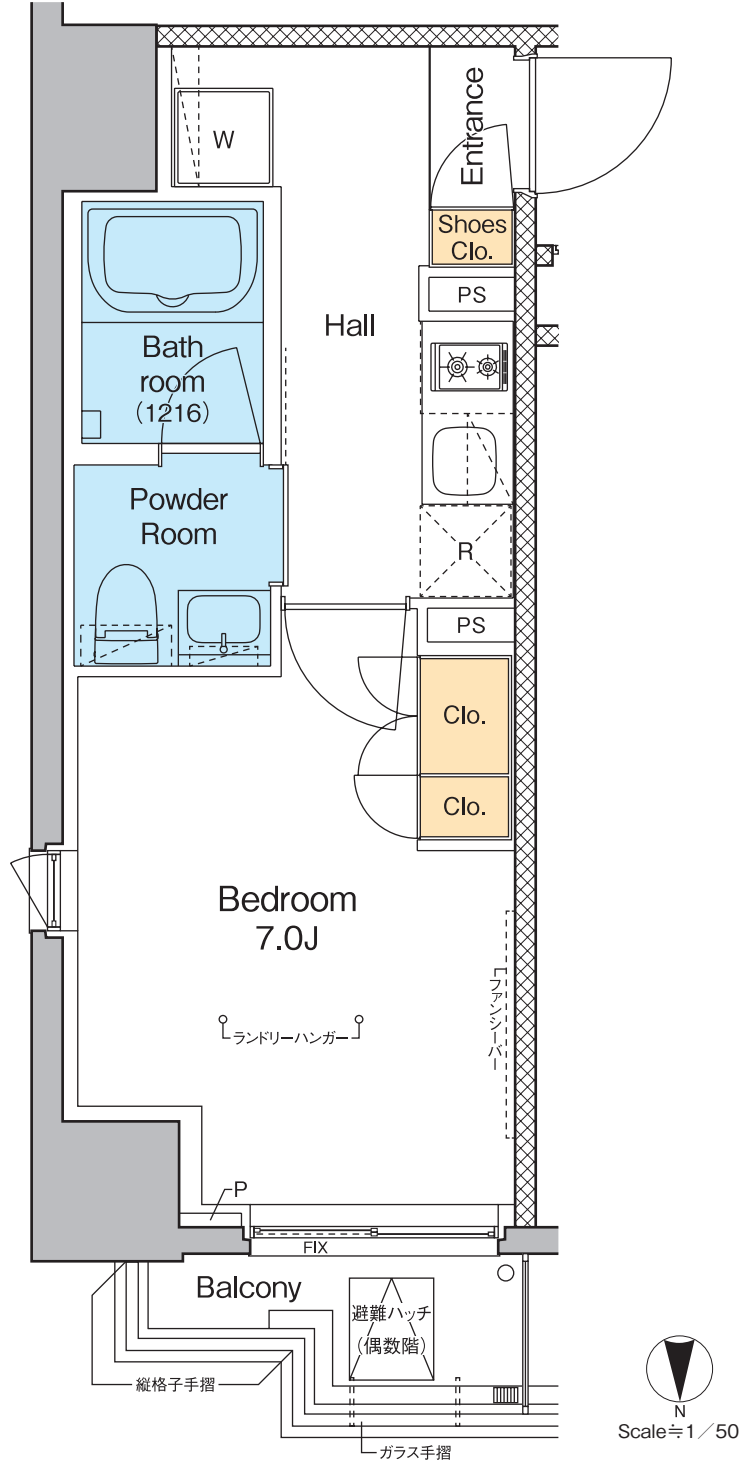 W
Entrance
Shoes
Clo.
PS
Hall
Bath
room
(1216)
Powder
Room
R
PS
Clo.
Clo.
Bedroom
7.0J
ランドリーハンガー
ファンシーバー
P
FIX
Balcony
避難ハッチ
(偶数階)
縦格子手摺
ガラス手摺
N
Scale≒1／50